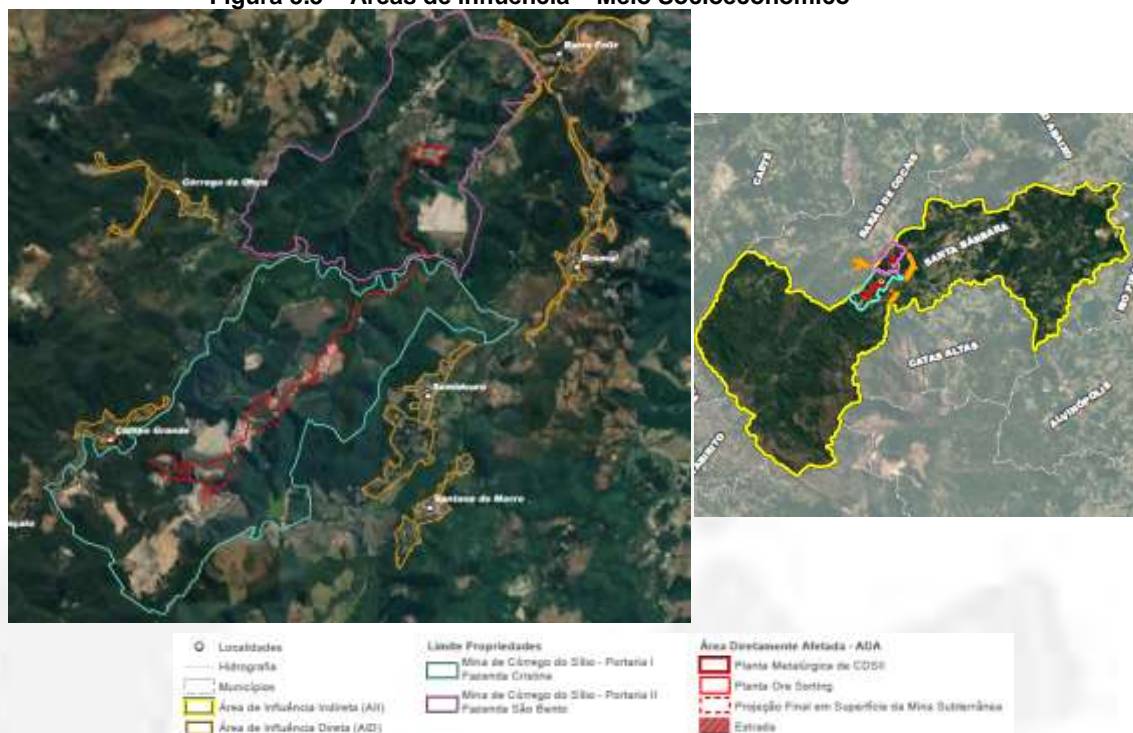 Figura 6.3 – Áreas de Influência – Meio Socioeconômico
Barra Feliz
Córrego da Onça
Brumal
Sumidouro
Campo Grande
Santana do Morro
CAETÉ
BARÃO DE COCAIS
SANTA BÁRBARA
CATAS ALTAS
ALVINÓPOLIS
Localidades
Hidrografia
Municípios
Área de Influência Indireta (AII)
Área de Influência Direta (AID)
Limite Propriedades
Mina de Córrego do Sítio - Portaria I
Fazenda Cristina
Mina de Córrego do Sítio - Portaria II
Fazenda São Bento
Área Diretamente Afetada - ADA
Planta Metalúrgica de CDSII
Planta Ore Sorting
Projeção Final em Superfície da Mina Subterrânea
Estrada